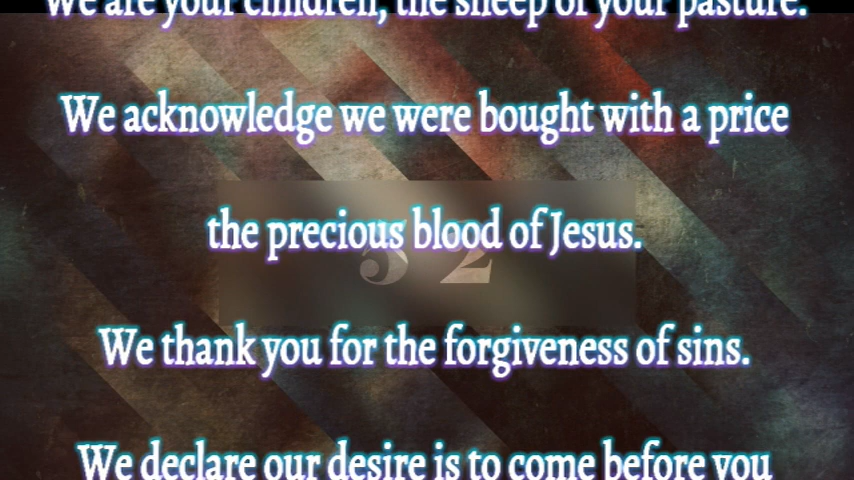 We are your children, the sheep of your pasture.
We acknowledge we were bought with a price
the precious blood of Jesus.
52
We thank you for the forgiveness of sins.
We declare our desire is to come before you